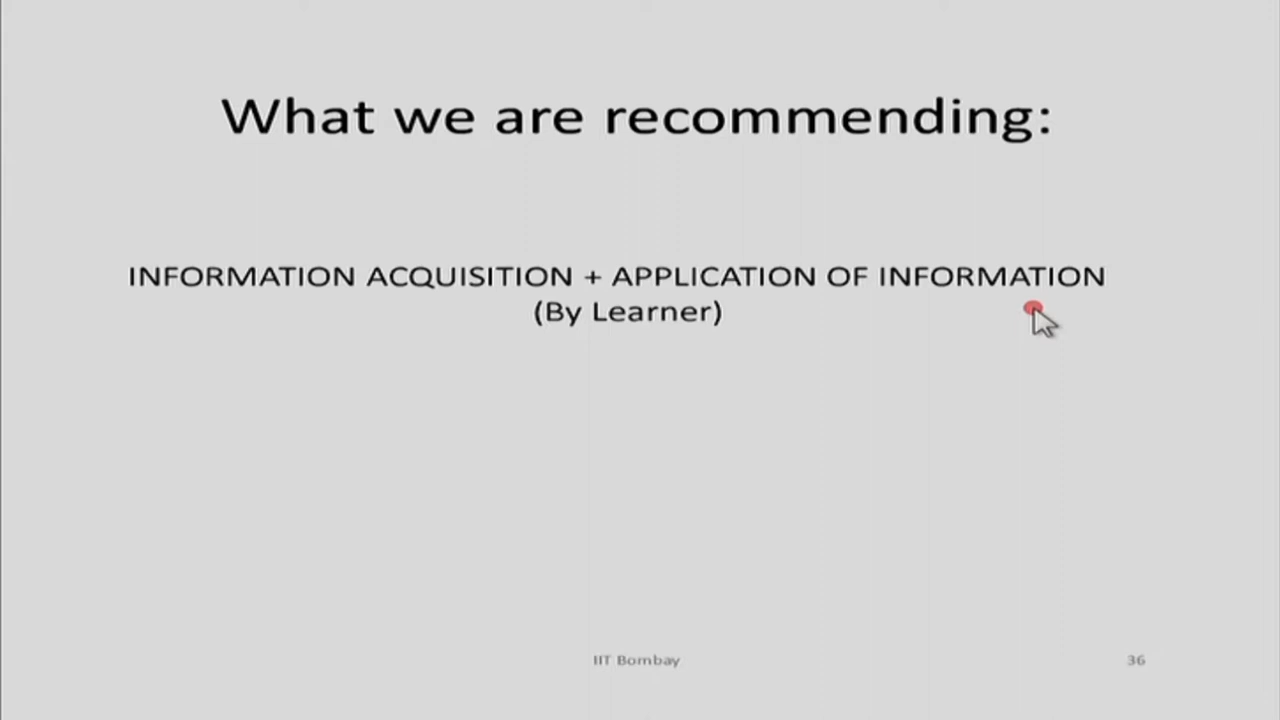 What we are recommending:
INFORMATION ACQUISITION + APPLICATION OF INFORMATION
(By Learner)
IIT Bombay
36